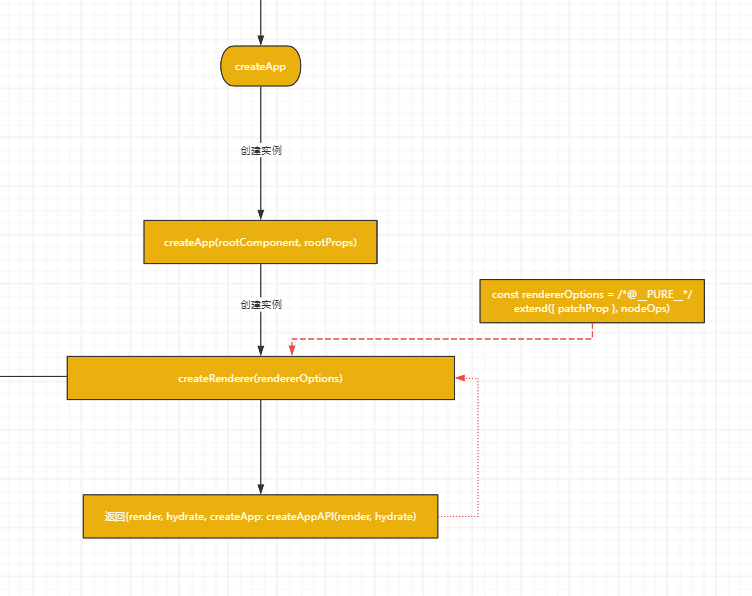 createApp
创建实例
createApp(rootComponent, rootProps)
创建实例
const rendererOptions = /*@__PURE__*/
extend({ patchProp }, nodeOps)
createRenderer(rendererOptions)
返回{render, hydrate, createApp: createAppAPI(render, hydrate)